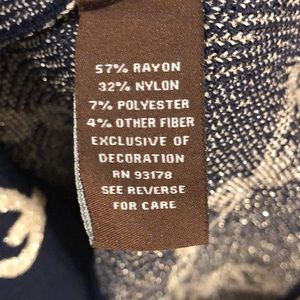 57% RAYON
32% NYLON
7% POLYESTER
4% OTHER FIBER
EXCLUSIVE OF
DECORATION
RN 93178
SEE REVERSE
FOR CARE